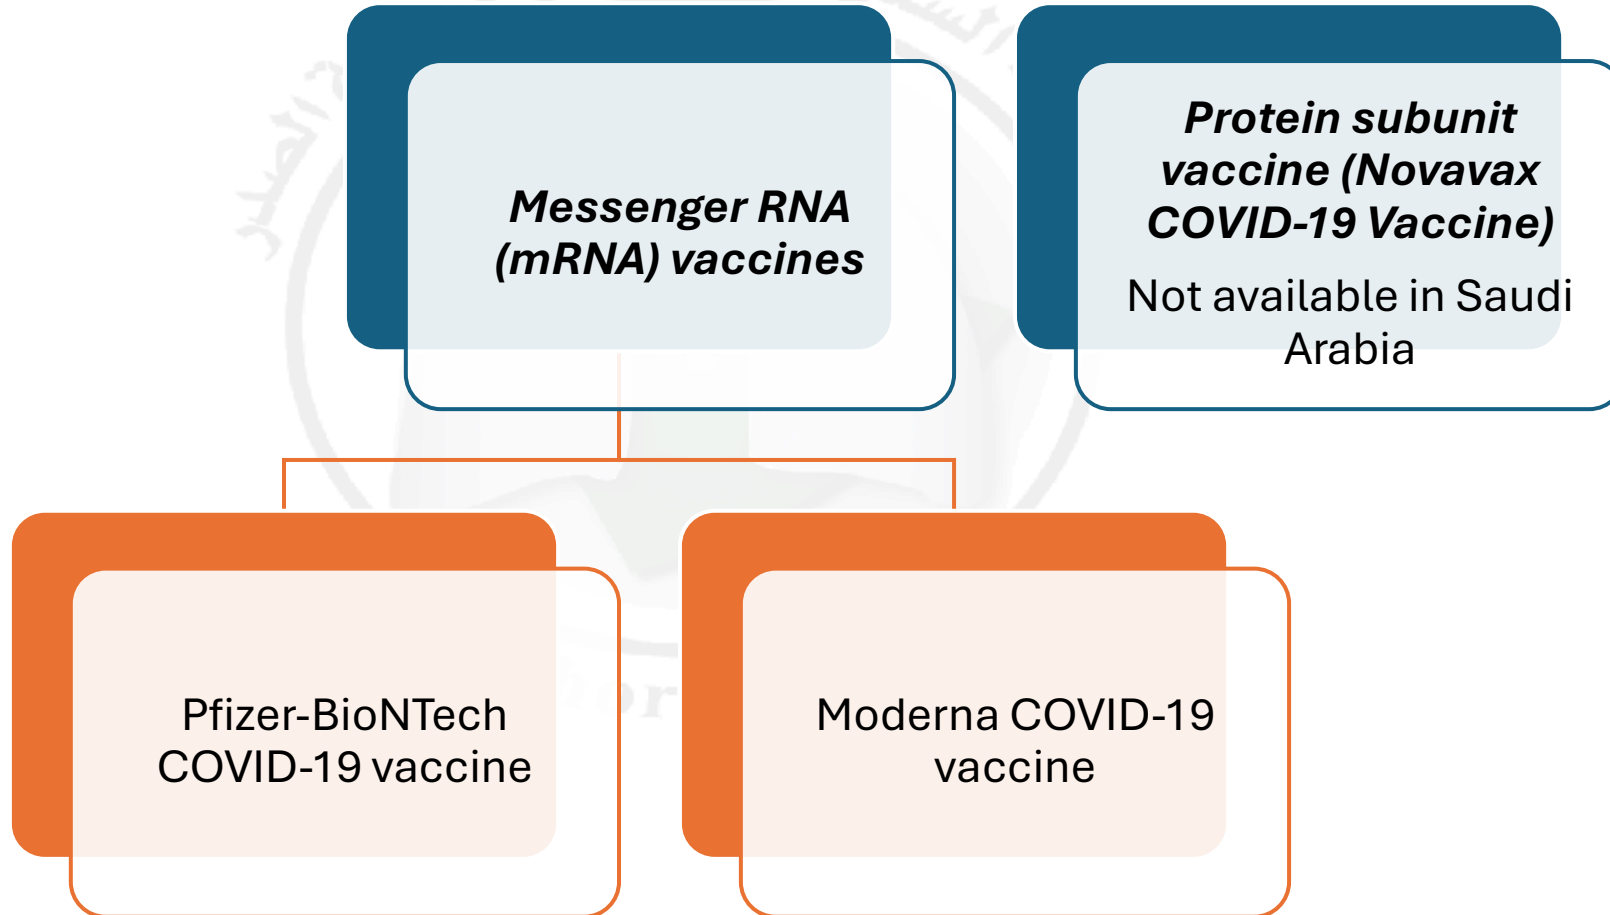 Messenger RNA
(mRNA) vaccines
Protein subunit
vaccine (Novavax
COVID-19 Vaccine)
Not available in Saudi
Arabia
Pfizer-BioNTech
COVID-19 vaccine
Moderna COVID-19
vaccine